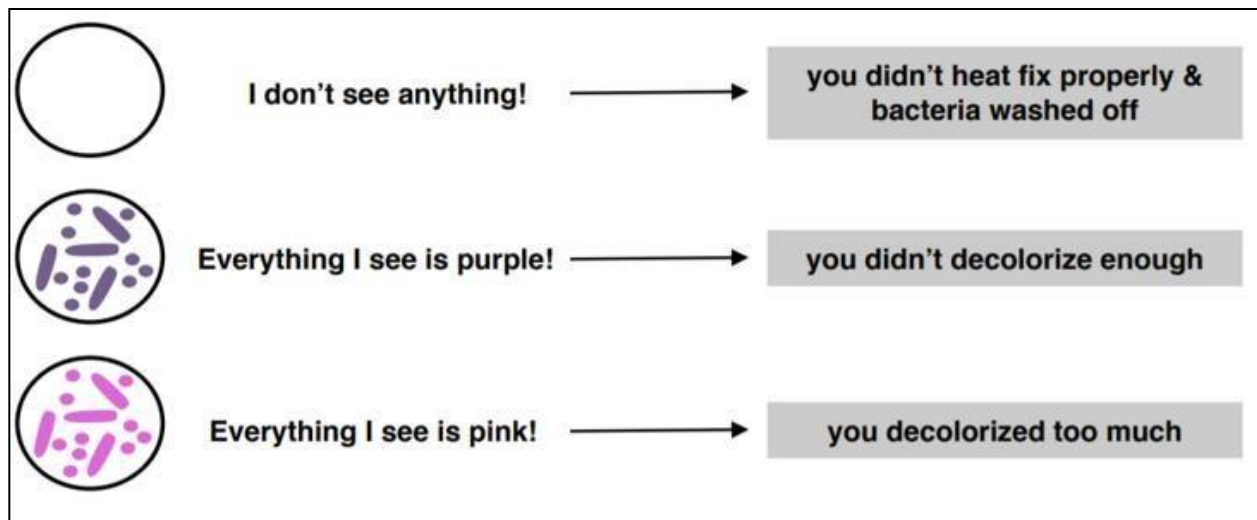 I don't see anything!
you didn't heat fix properly &
bacteria washed off
Everything I see is purple!
you didn't decolorize enough
Everything I see is pink!
you decolorized too much